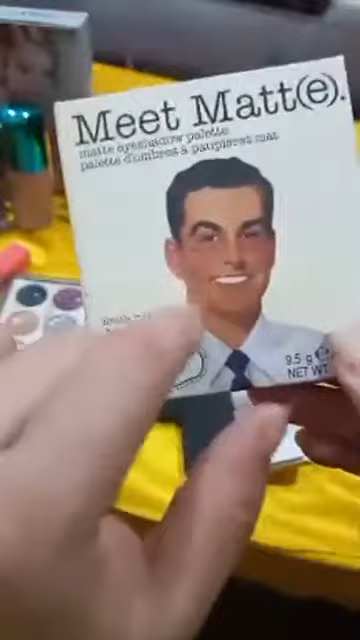 Meet Matt(e).
matte eyeshadow palette
palette d'ombres à paupières mat
9.5 g e
NET WT